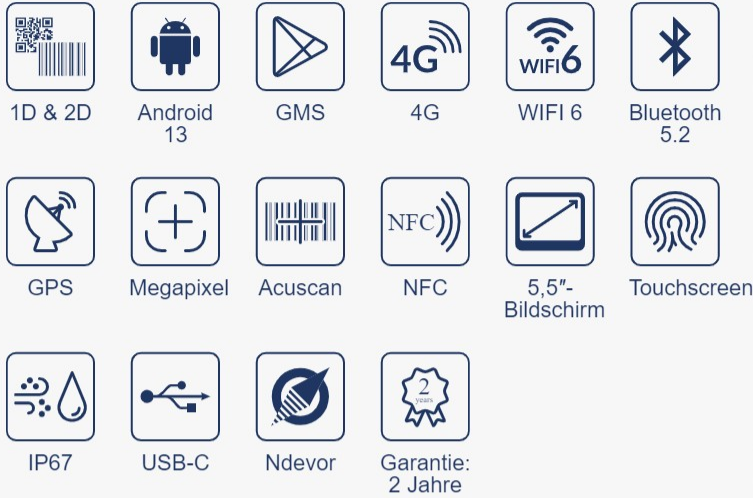 4G
WIFI6
1D & 2D
Android
13
GMS
4G
WIFI 6
Bluetooth
5.2
NFC
GPS
Megapixel
Acuscan
NFC
5,5″-
Bildschirm
Touchscreen
2
years
IP67
USB-C
Ndevor
Garantie:
2 Jahre